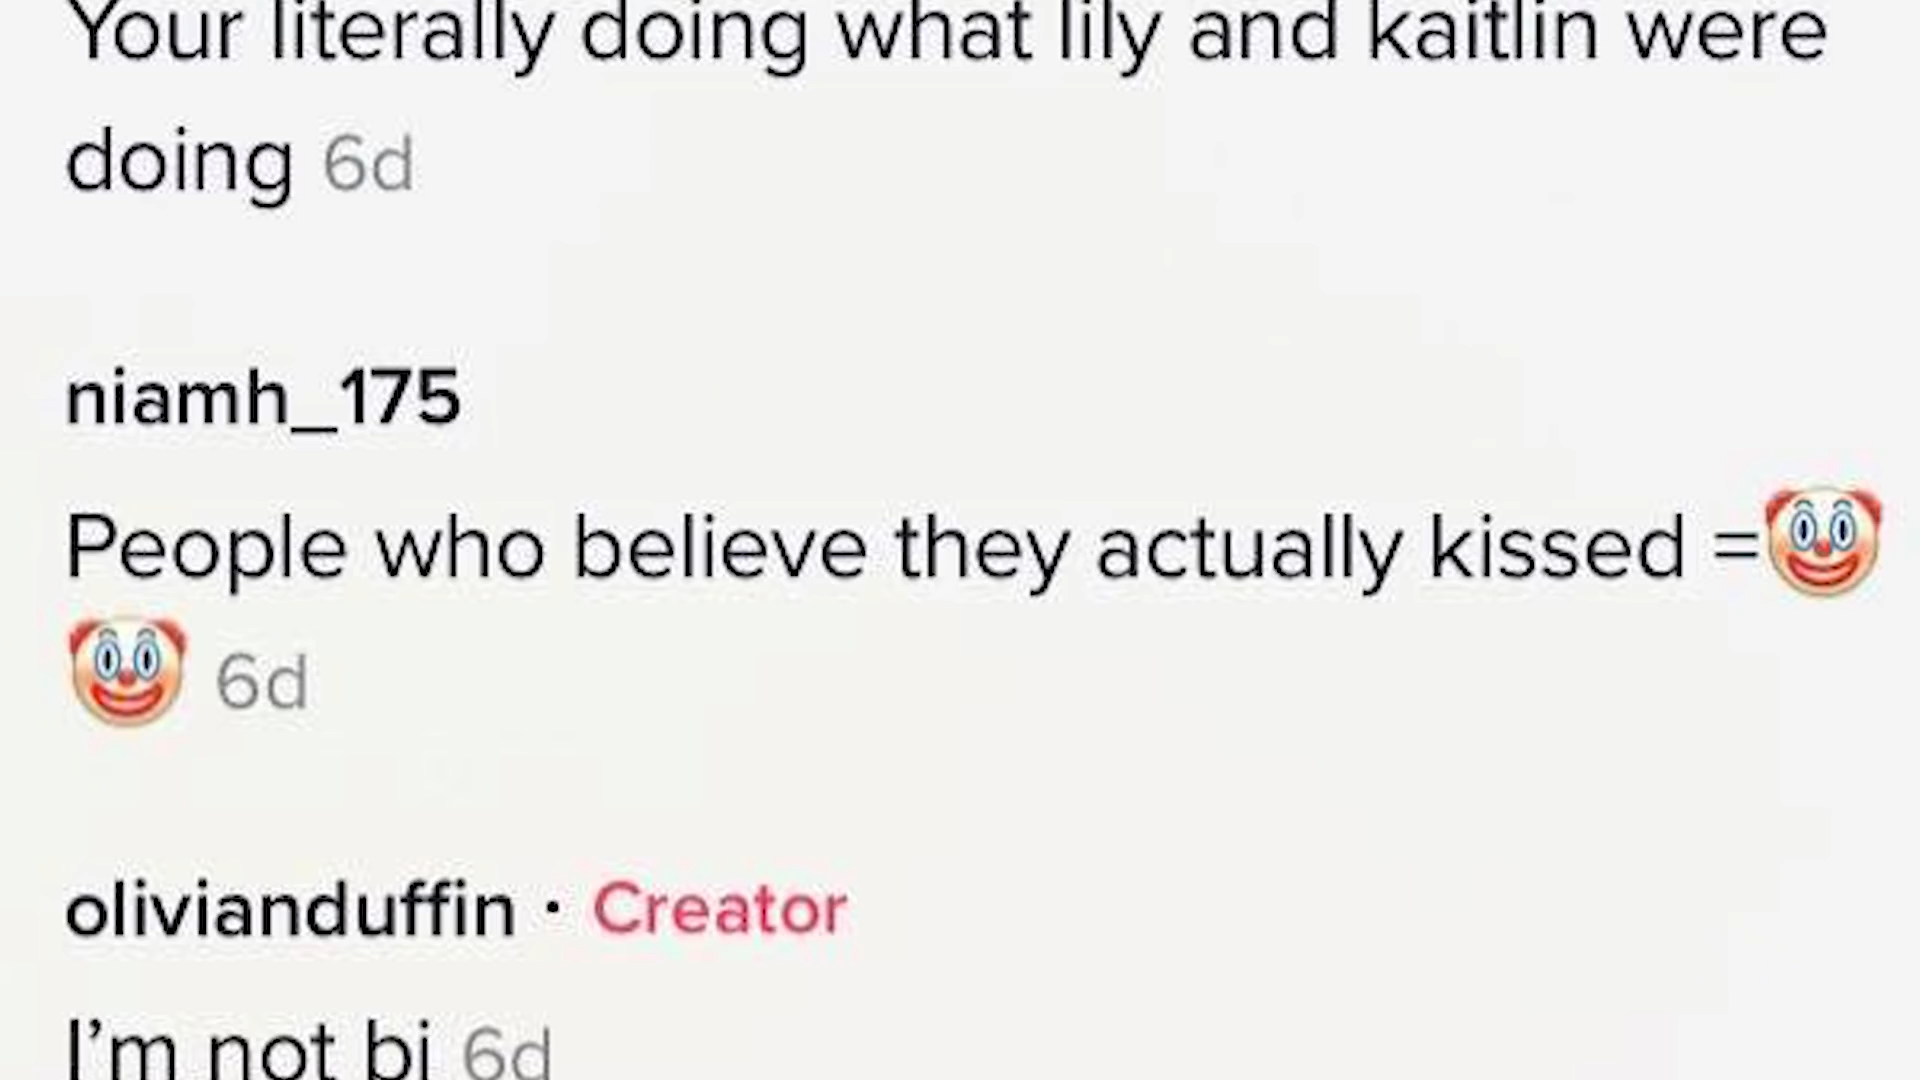 Your literally doing what lily and kaitlin were
doing 6d
niamh_175
People who believe they actually kissed =🤡
🤡 6d
olivianduffin · Creator
I’m not bi 6d